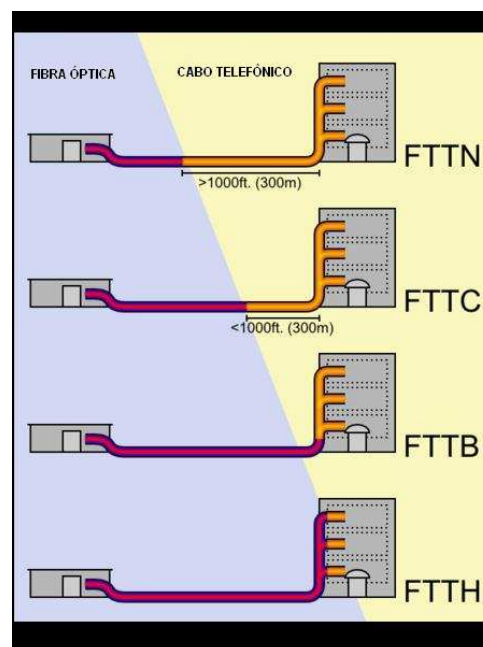 FIBRA ÓPTICA
CABO TELEFÓNICO
FTTN
>1000ft. (300m)
FTTC
<1000ft. (300m)
FTTB
FTTH